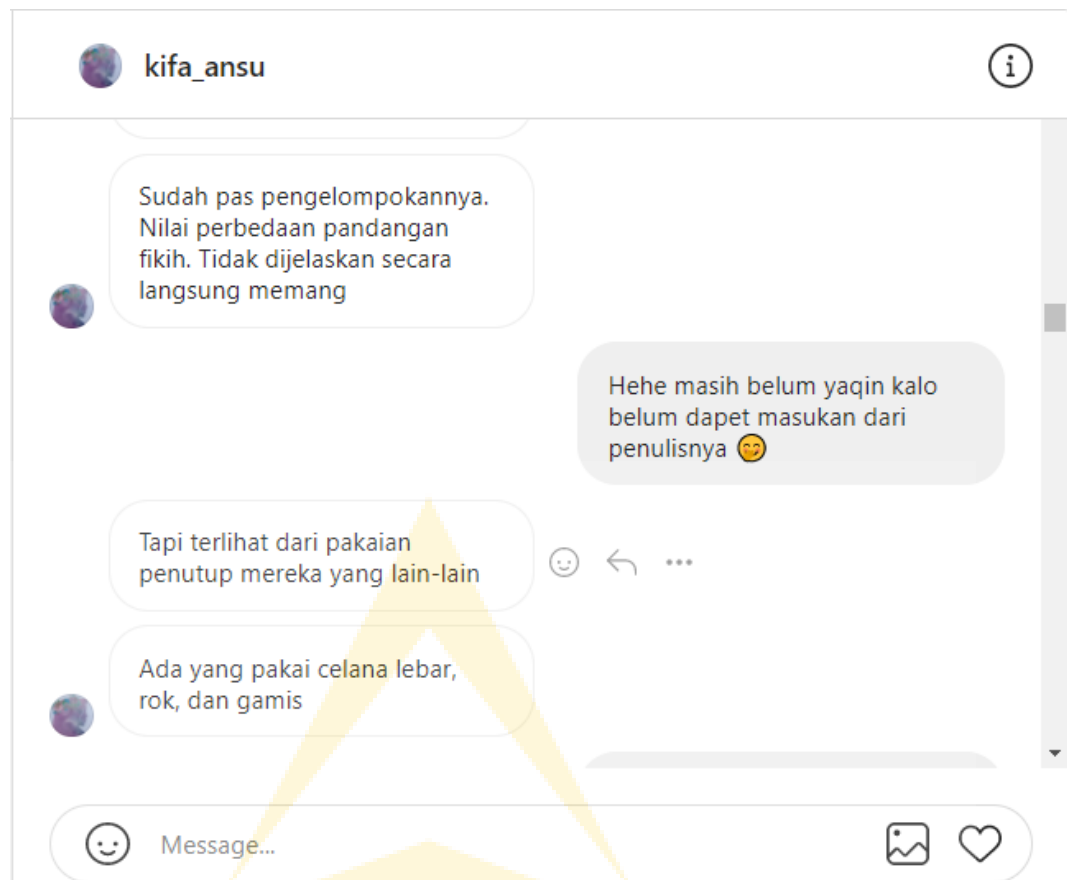 kifa_ansu
Sudah pas pengelompokannya.
Nilai perbedaan pandangan
fikih. Tidak dijelaskan secara
langsung memang
Hehe masih belum yaqin kalo
belum dapet masukan dari
penulisnya 😋
Tapi terlihat dari pakaian
penutup mereka yang lain-lain
Ada yang pakai celana lebar,
rok, dan gamis
Message...